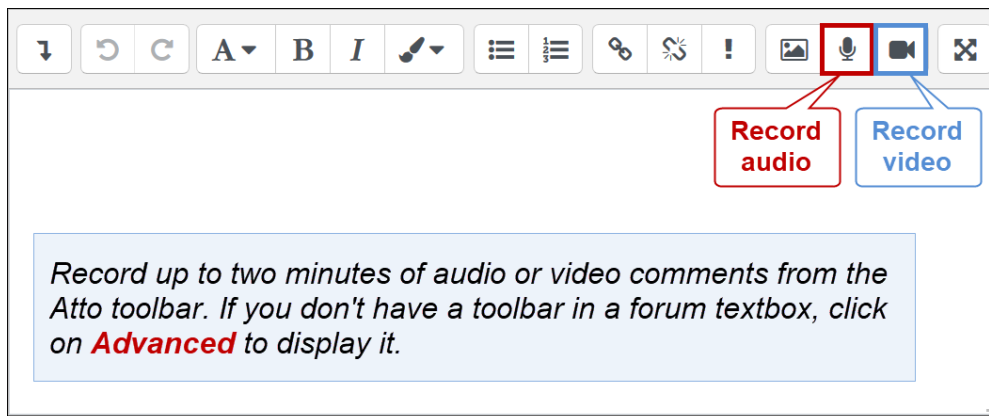 A B I
Record
audio
Record
video
Record up to two minutes of audio or video comments from the
Atto toolbar. If you don't have a toolbar in a forum textbox, click
on Advanced to display it.